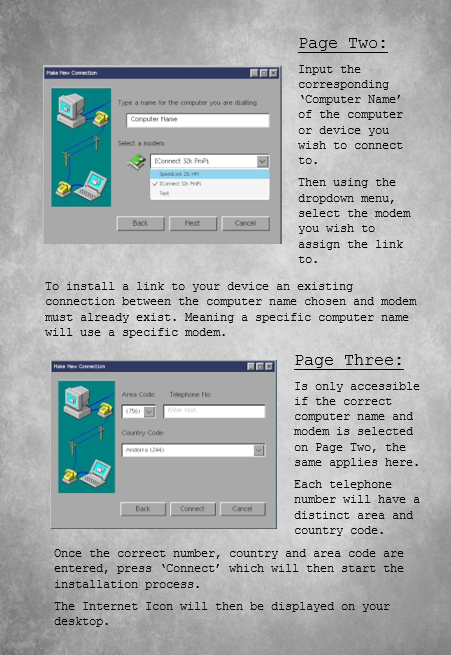 Page Two:
Make New Connection
Type a name for the computer you are dialling:
Computer Name
Select a modem:
IConnect 32k PmPi
SpeedLink 2b HM
IConnect 32k PmPi
Test
Back Next Cancel
Input the
corresponding
‘Computer Name’
of the computer
or device you
wish to connect
to.
Then using the
dropdown menu,
select the modem
you wish to
assign the link
to.
To install a link to your device an existing
connection between the computer name chosen and modem
must already exist. Meaning a specific computer name
will use a specific modem.
Page Three:
Make New Connection
Area Code: Telephone No:
(756) Enter text...
Country Code:
Andorra (244)
Back Connect Cancel
Is only accessible
if the correct
computer name and
modem is selected
on Page Two, the
same applies here.
Each telephone
number will have a
distinct area and
country code.
Once the correct number, country and area code are
entered, press ‘Connect’ which will then start the
installation process.
The Internet Icon will then be displayed on your
desktop.